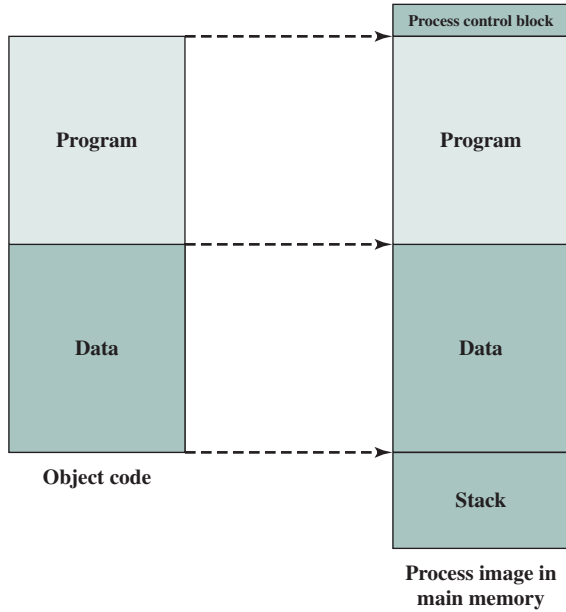 Process control block
Program
Program
Data
Data
Object code
Stack
Process image in
main memory